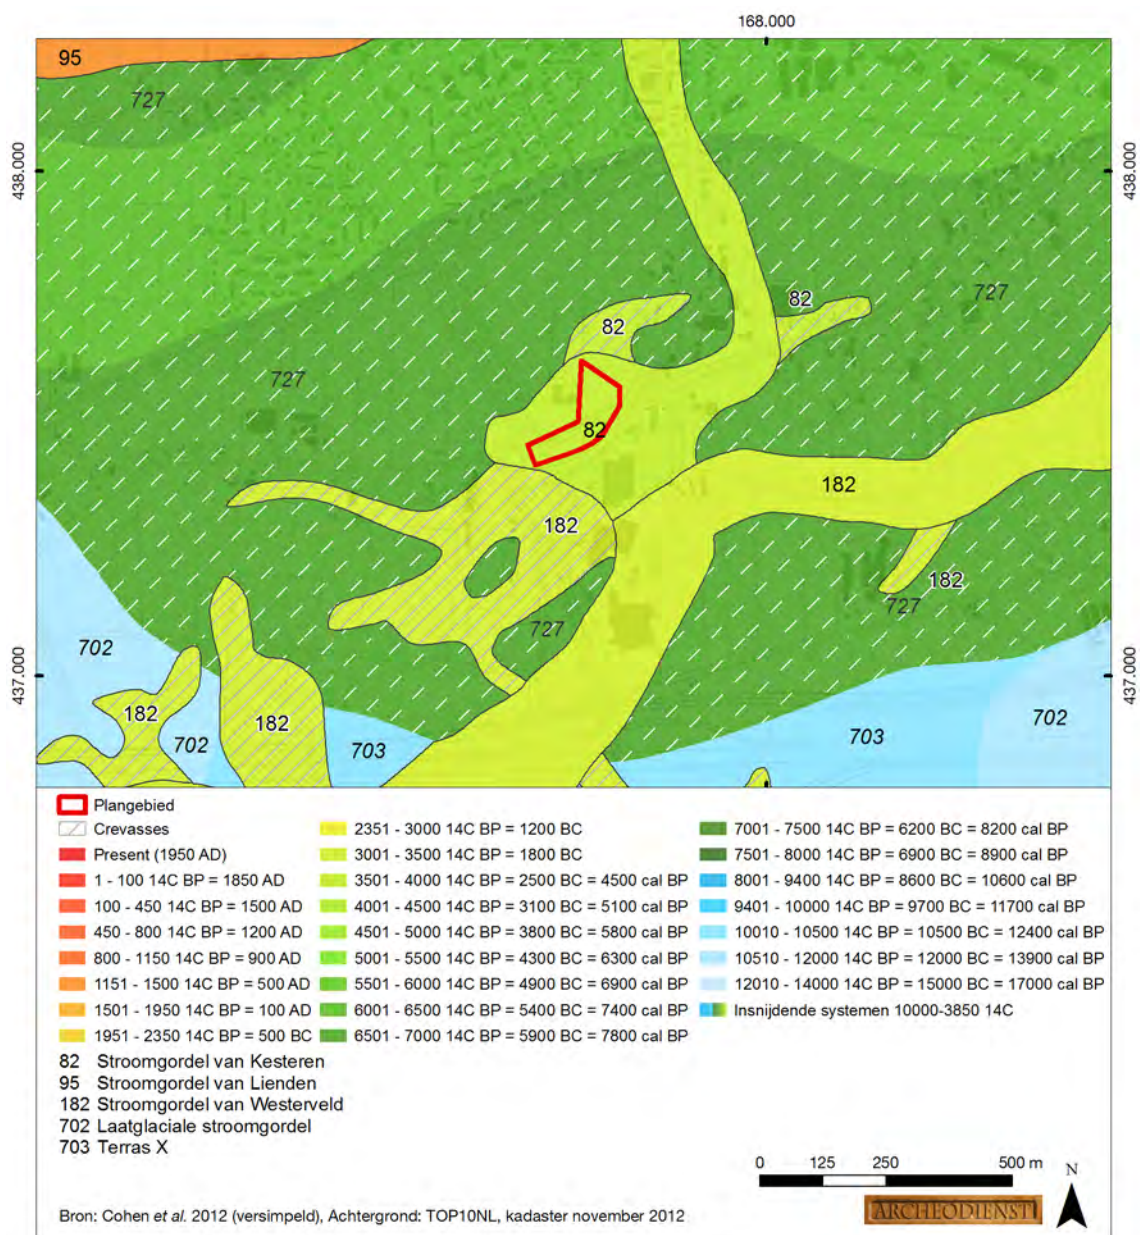 168.000
95
727
438.000
438.000
82
727
82
727
82
182
182
182
727
727
702
437.000
437.000
182
182
702
703
703
702
Plangebied
Crevasses
Present (1950 AD)
1 - 100 14C BP = 1850 AD
100 - 450 14C BP = 1500 AD
450 - 800 14C BP = 1200 AD
800 - 1150 14C BP = 900 AD
1151 - 1500 14C BP = 500 AD
1501 - 1950 14C BP = 100 AD
1951 - 2350 14C BP = 500 BC
2351 - 3000 14C BP = 1200 BC
3001 - 3500 14C BP = 1800 BC
3501 - 4000 14C BP = 2500 BC = 4500 cal BP
4001 - 4500 14C BP = 3100 BC = 5100 cal BP
4501 - 5000 14C BP = 3800 BC = 5800 cal BP
5001 - 5500 14C BP = 4300 BC = 6300 cal BP
5501 - 6000 14C BP = 4900 BC = 6900 cal BP
6001 - 6500 14C BP = 5400 BC = 7400 cal BP
6501 - 7000 14C BP = 5900 BC = 7800 cal BP
7001 - 7500 14C BP = 6200 BC = 8200 cal BP
7501 - 8000 14C BP = 6900 BC = 8900 cal BP
8001 - 9400 14C BP = 8600 BC = 10600 cal BP
9401 - 10000 14C BP = 9700 BC = 11700 cal BP
10010 - 10500 14C BP = 10500 BC = 12400 cal BP
10510 - 12000 14C BP = 12000 BC = 13900 cal BP
12010 - 14000 14C BP = 15000 BC = 17000 cal BP
Insnijdende systemen 10000-3850 14C
82 Stroomgordel van Kesteren
95 Stroomgordel van Lienden
182 Stroomgordel van Westerveld
702 Laatglaciale stroomgordel
703 Terras X
0 125 250 500 m
N
ARCHEODIENST
Bron: Cohen et al. 2012 (versimpeld), Achtergrond: TOP10NL, kadaster november 2012